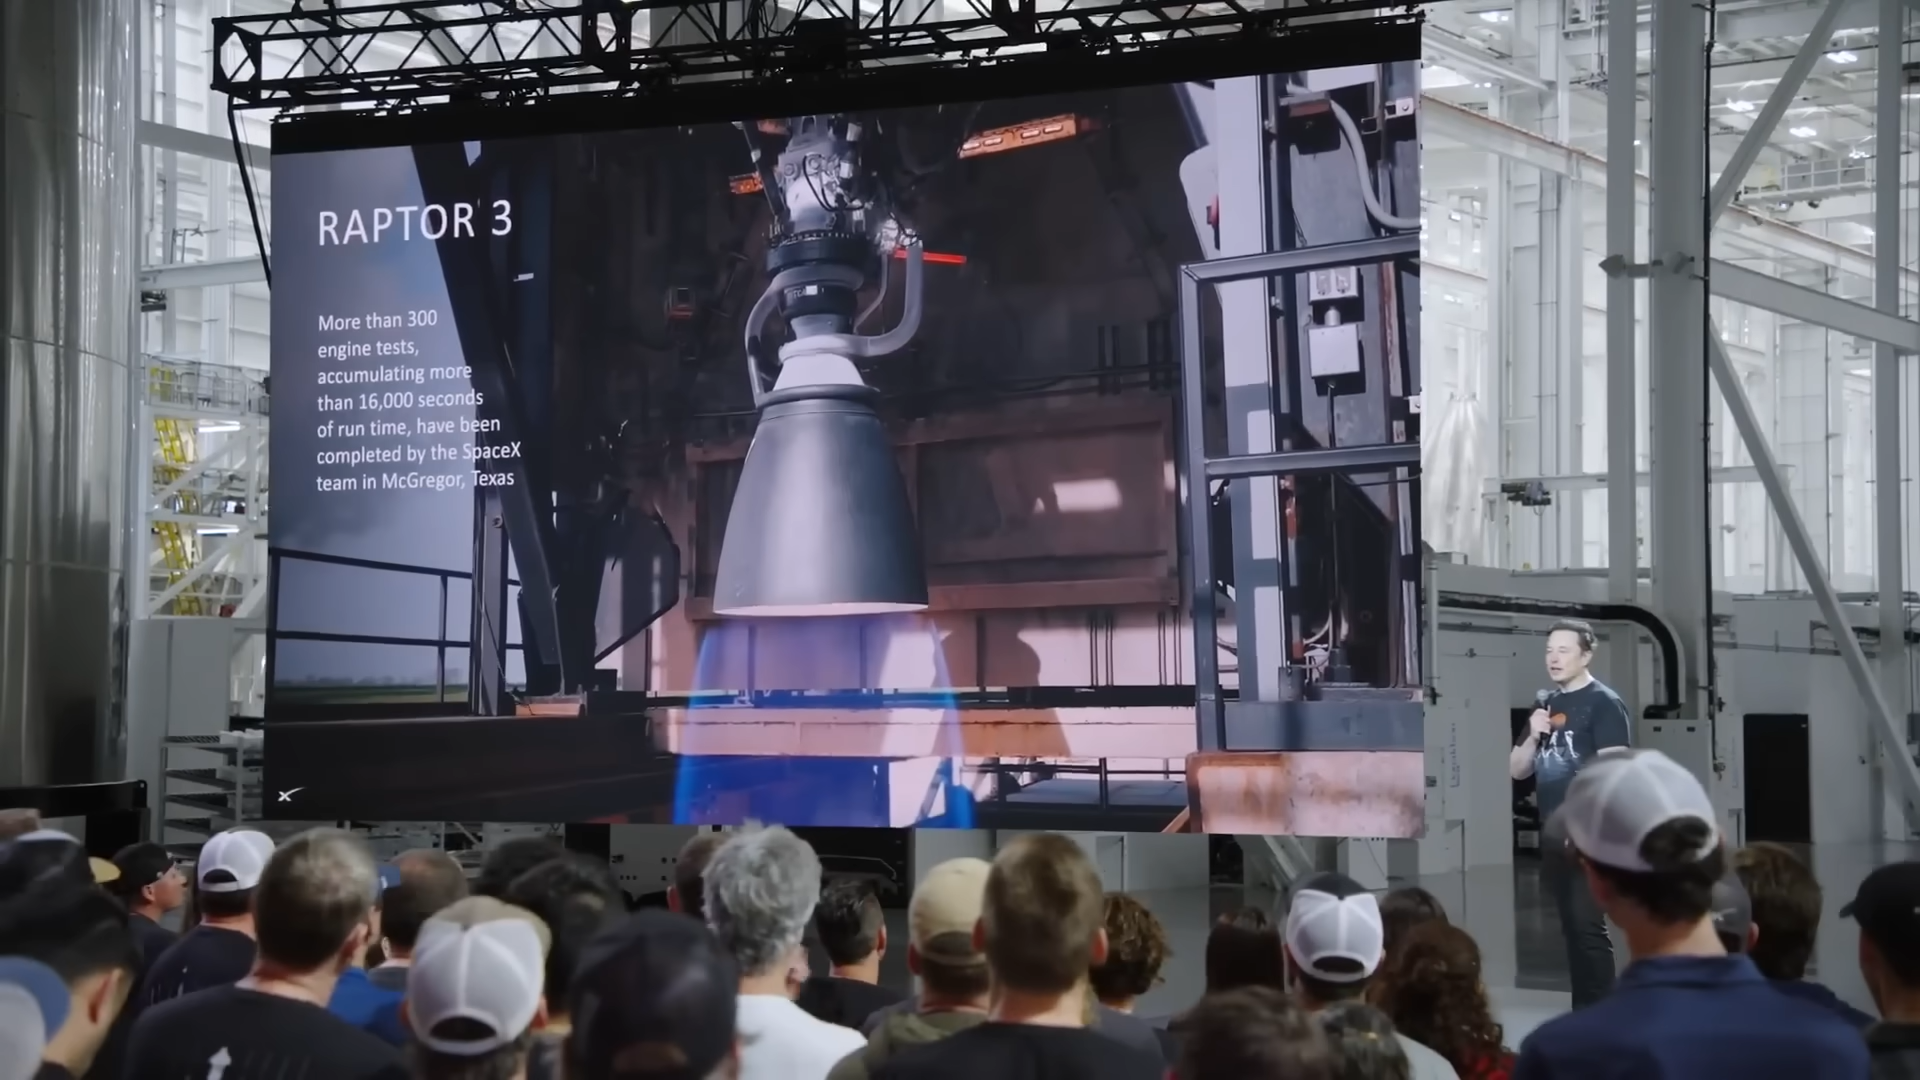 RAPTOR 3
More than 300
engine tests,
accumulating more
than 16,000 seconds
of run time, have been
completed by the SpaceX
team in McGregor, Texas